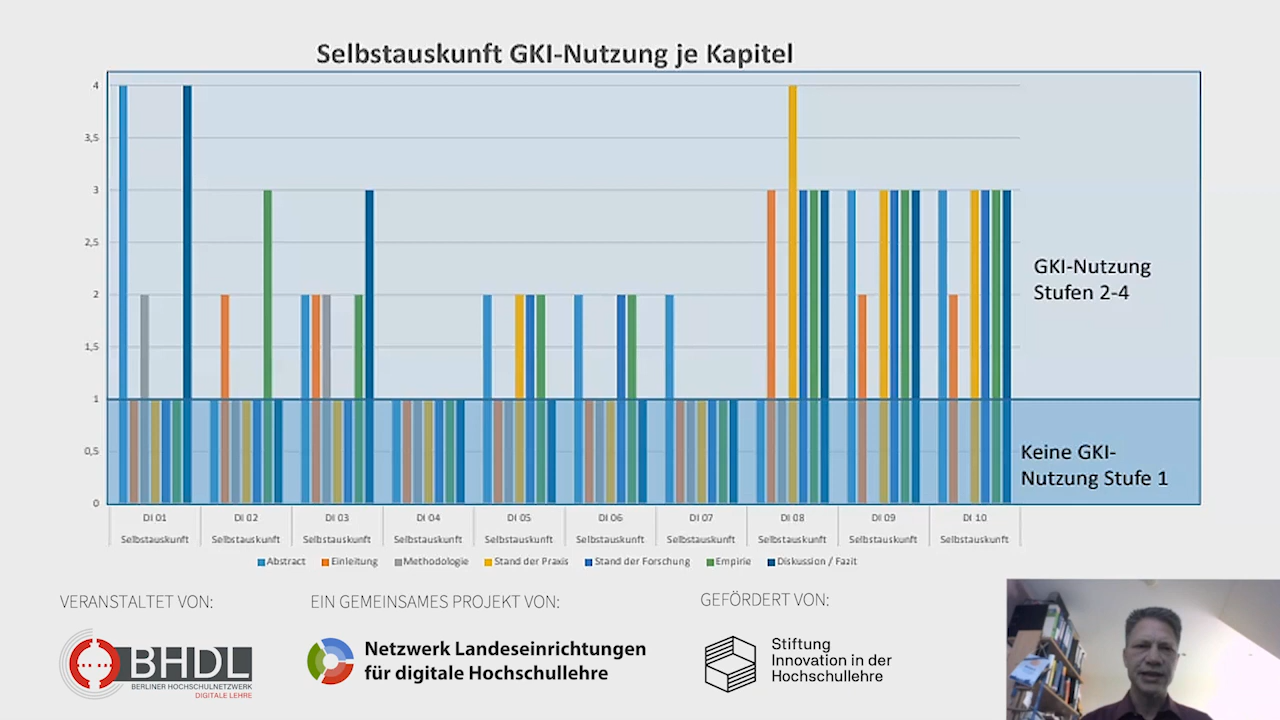 Selbstauskunft GKI-Nutzung je Kapitel
4
3,5
3
2,5
2
1,5
1
0,5
0
GKI-Nutzung
Stufen 2-4
Keine GKI-
Nutzung Stufe 1
DI 01 DI 02 DI 03 DI 04 DI 05 DI 06 DI 07 DI 08 DI 09 DI 10
Selbstauskunft Selbstauskunft Selbstauskunft Selbstauskunft Selbstauskunft Selbstauskunft Selbstauskunft Selbstauskunft Selbstauskunft Selbstauskunft
Abstract Einleitung Methodologie Stand der Praxis Stand der Forschung Empirie Diskussion / Fazit
VERANSTALTET VON: EIN GEMEINSAMES PROJEKT VON: GEFÖRDERT VON:
BHDL
BERLINER HOCHSCHULNETZWERK
DIGITALE LEHRE
Netzwerk Landeseinrichtungen
für digitale Hochschullehre
Stiftung
Innovation in der
Hochschullehre